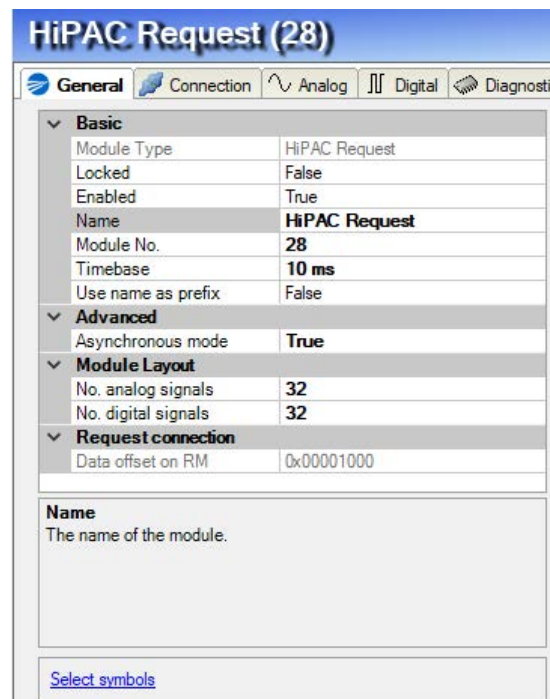 HiPAC Request (28)
General Connection Analog Digital Diagnosti
Basic
Module Type HiPAC Request
Locked False
Enabled True
Name HiPAC Request
Module No. 28
Timebase 10 ms
Use name as prefix False
Advanced
Asynchronous mode True
Module Layout
No. analog signals 32
No. digital signals 32
Request connection
Data offset on RM 0x00001000
Name
The name of the module.
Select symbols